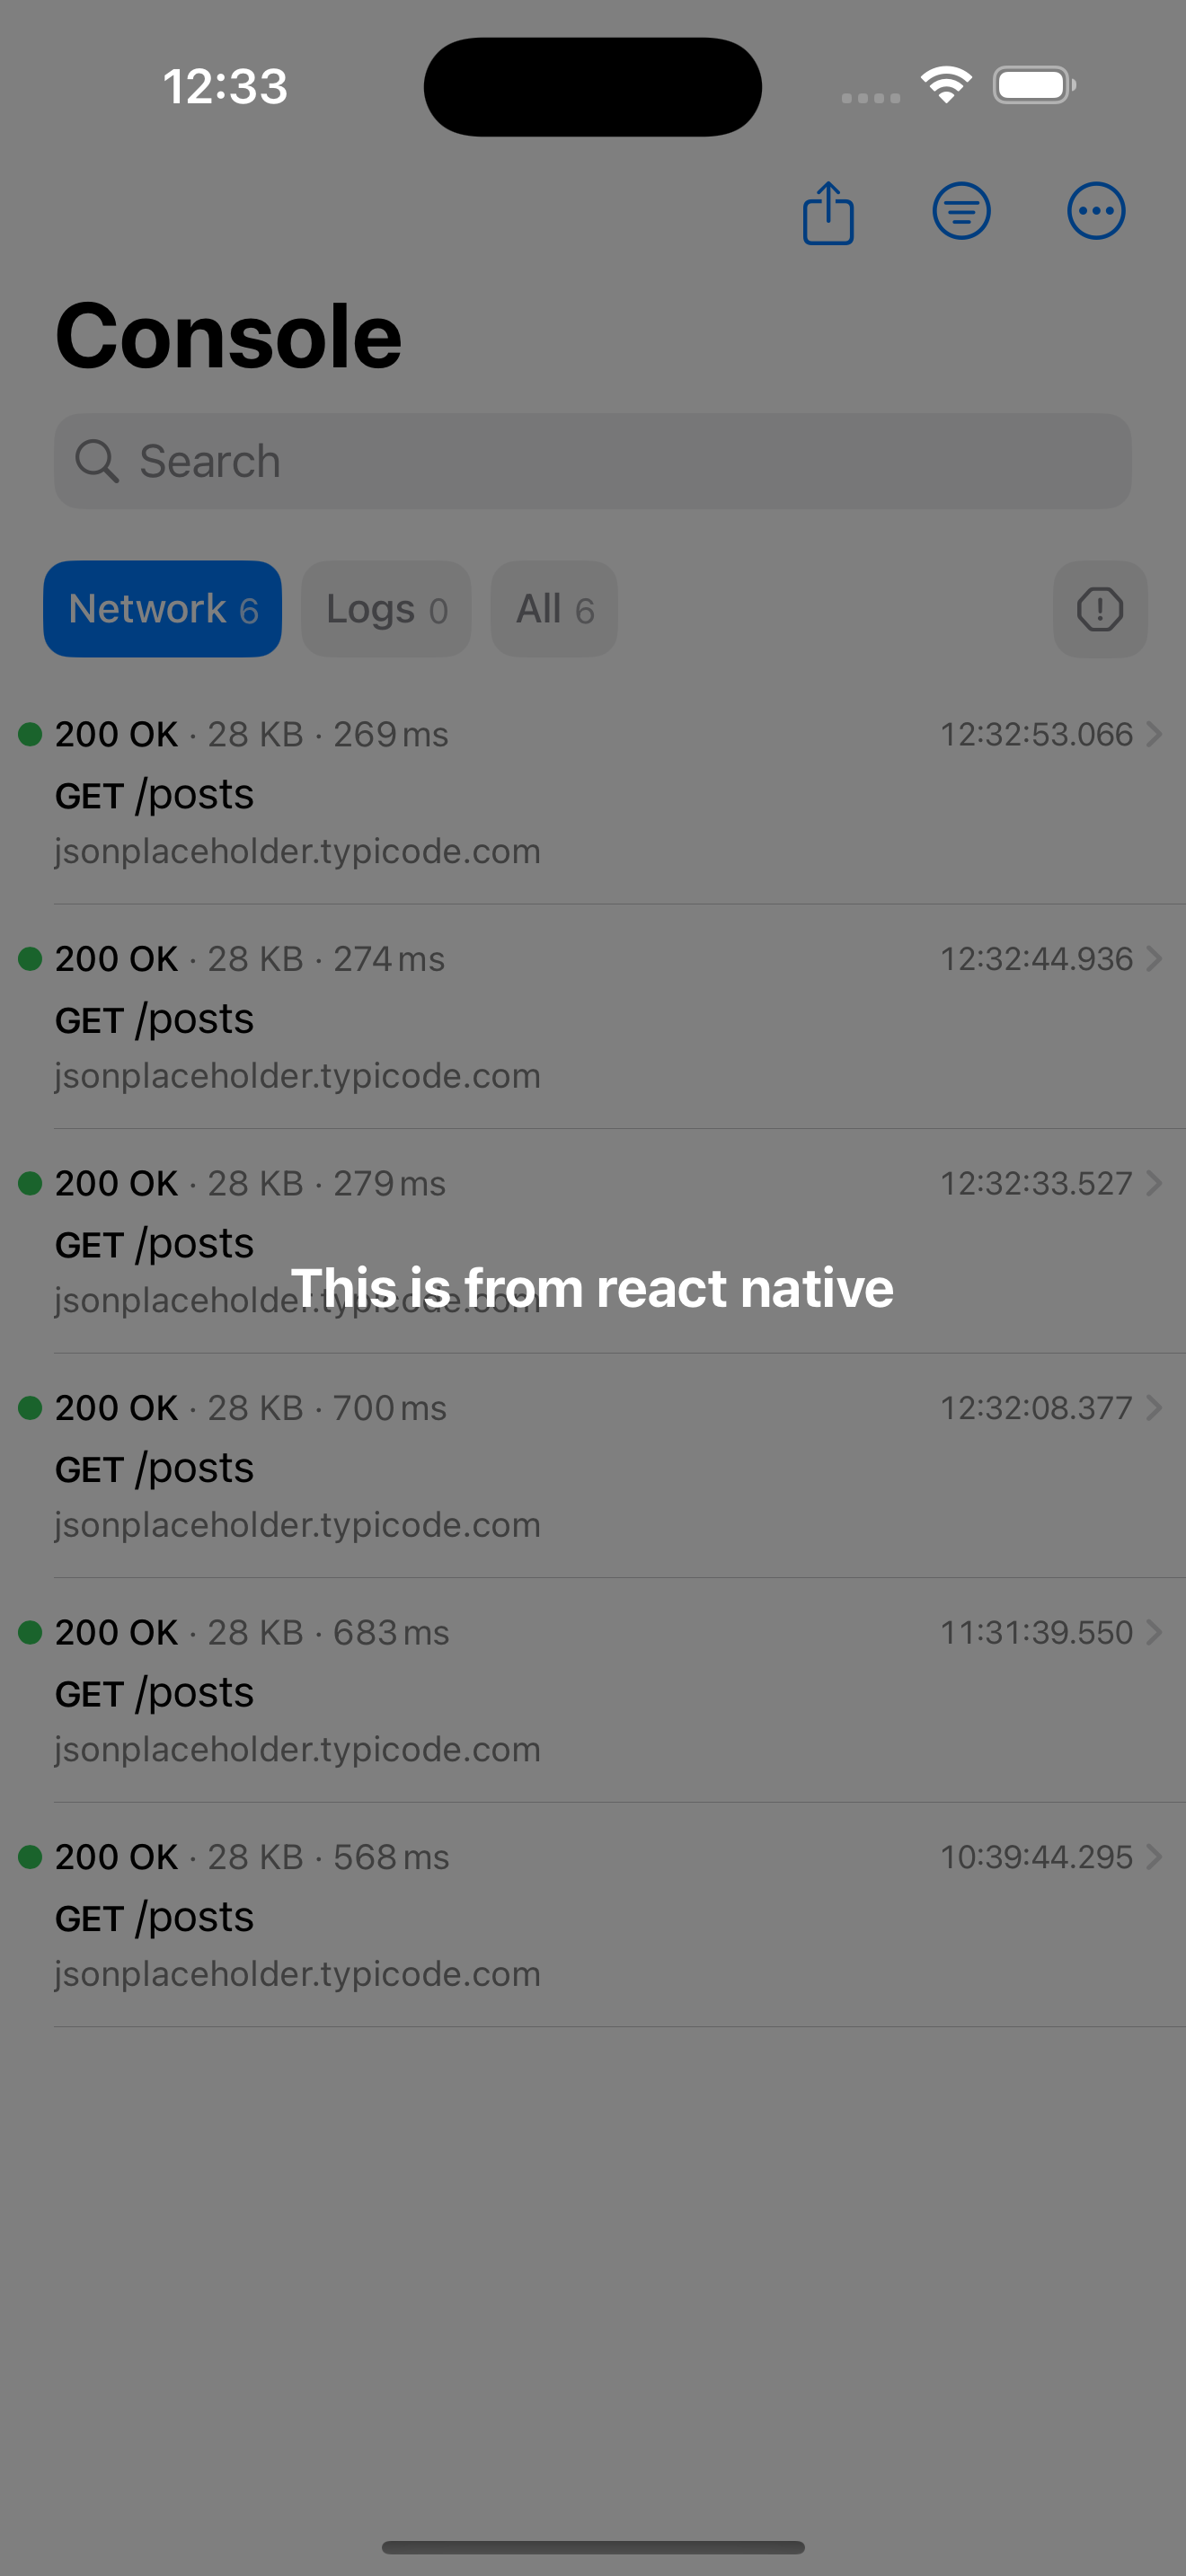 12:33
Console
Search
Network 6 Logs 0 All 6
200 OK · 28 KB · 269 ms 12:32:53.066
GET /posts
jsonplaceholder.typicode.com
200 OK · 28 KB · 274 ms 12:32:44.936
GET /posts
jsonplaceholder.typicode.com
200 OK · 28 KB · 279 ms 12:32:33.527
GET /posts
This is from react native
jsonplaceholder.typicode.com
200 OK · 28 KB · 700 ms 12:32:08.377
GET /posts
jsonplaceholder.typicode.com
200 OK · 28 KB · 683 ms 11:31:39.550
GET /posts
jsonplaceholder.typicode.com
200 OK · 28 KB · 568 ms 10:39:44.295
GET /posts
jsonplaceholder.typicode.com